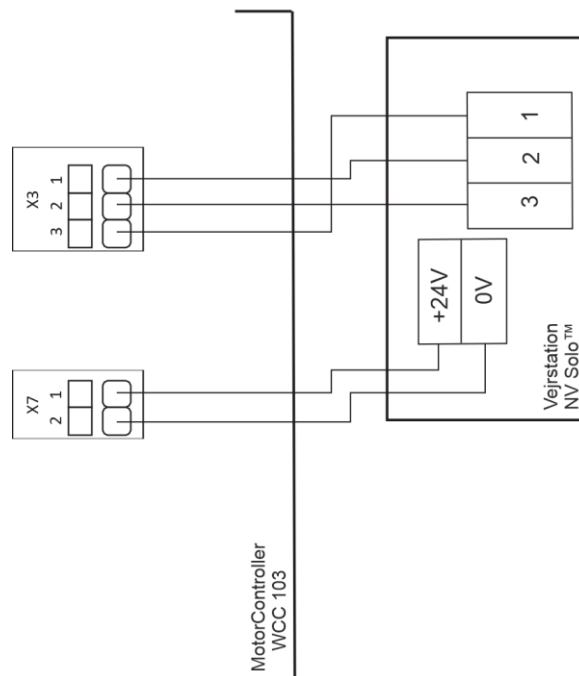 X3
1
2
3
X7
1
2
1
2
3
+24V
0V
MotorController
WCC 103
Vejrstation
NV Solo™